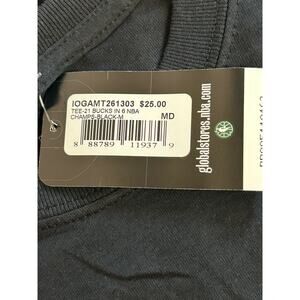 IOGAMT261303 $25.00
TEE-21 BUCKS IN 6 NBA
CHAMPS-BLACK-M MD
8 88789 11937 9
globalstores.nba.com